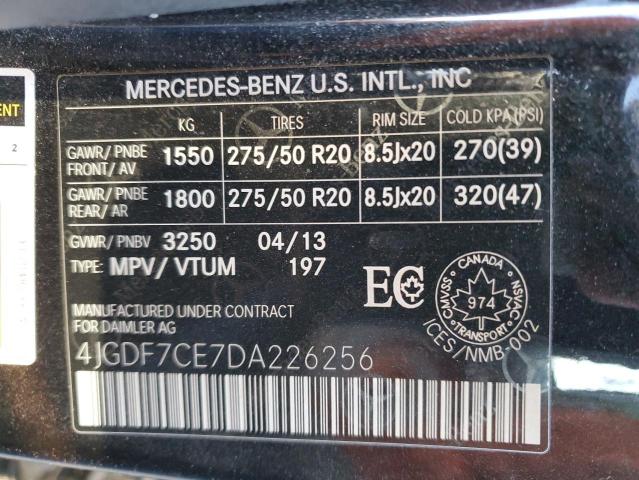 MERCEDES-BENZ U.S. INTL., INC
KG TIRES RIM SIZE COLD KPA (PSI)
GAWR/ PNBE FRONT/ AV 1550 275/50 R20 8.5Jx20 270(39)
GAWR/ PNBE REAR/ AR 1800 275/50 R20 8.5Jx20 320(47)
GVWR/ PNBV 3250 04/13
TYPE: MPV/ VTUM 197
EC
CANADA
CMVSS 974 NSVAC
TRANSPORT
ICES/NMB-002
MANUFACTURED UNDER CONTRACT
FOR DAIMLER AG
4JGDF7CE7DA226256
2